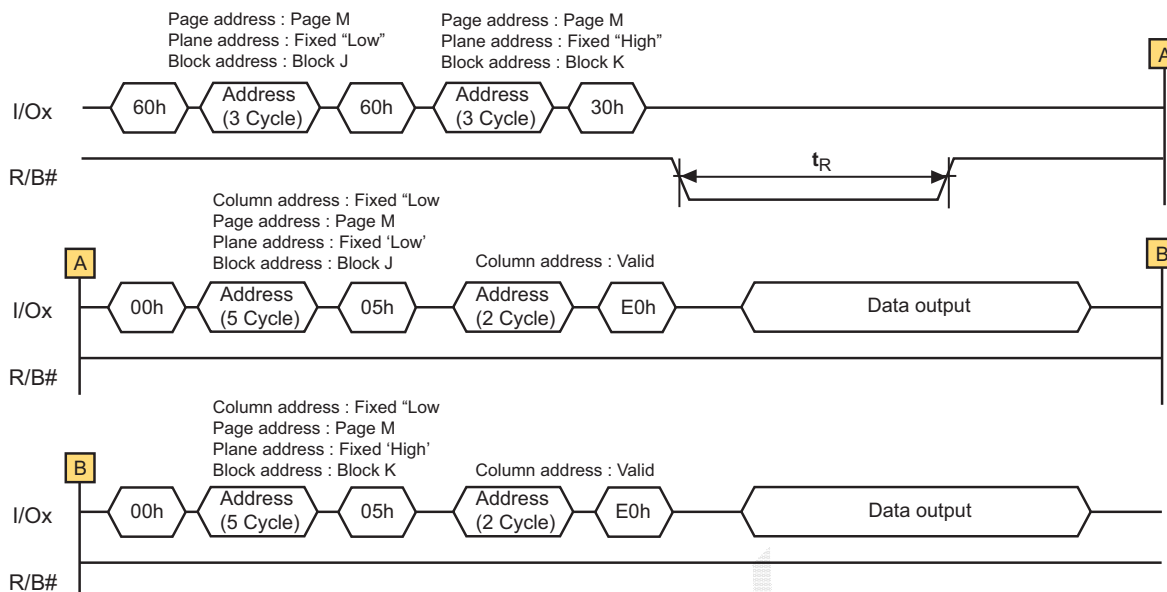 Page address : Page M
Plane address : Fixed “Low”
Block address : Block J
Page address : Page M
Plane address : Fixed “High”
Block address : Block K
A
I/Ox
60h
Address
(3 Cycle)
60h
Address
(3 Cycle)
30h
R/B#
tR
Column address : Fixed “Low
Page address : Page M
Plane address : Fixed ‘Low’
Block address : Block J
Column address : Valid
A
B
I/Ox
00h
Address
(5 Cycle)
05h
Address
(2 Cycle)
E0h
Data output
R/B#
Column address : Fixed “Low
Page address : Page M
Plane address : Fixed ‘High’
Block address : Block K
Column address : Valid
B
I/Ox
00h
Address
(5 Cycle)
05h
Address
(2 Cycle)
E0h
Data output
R/B#